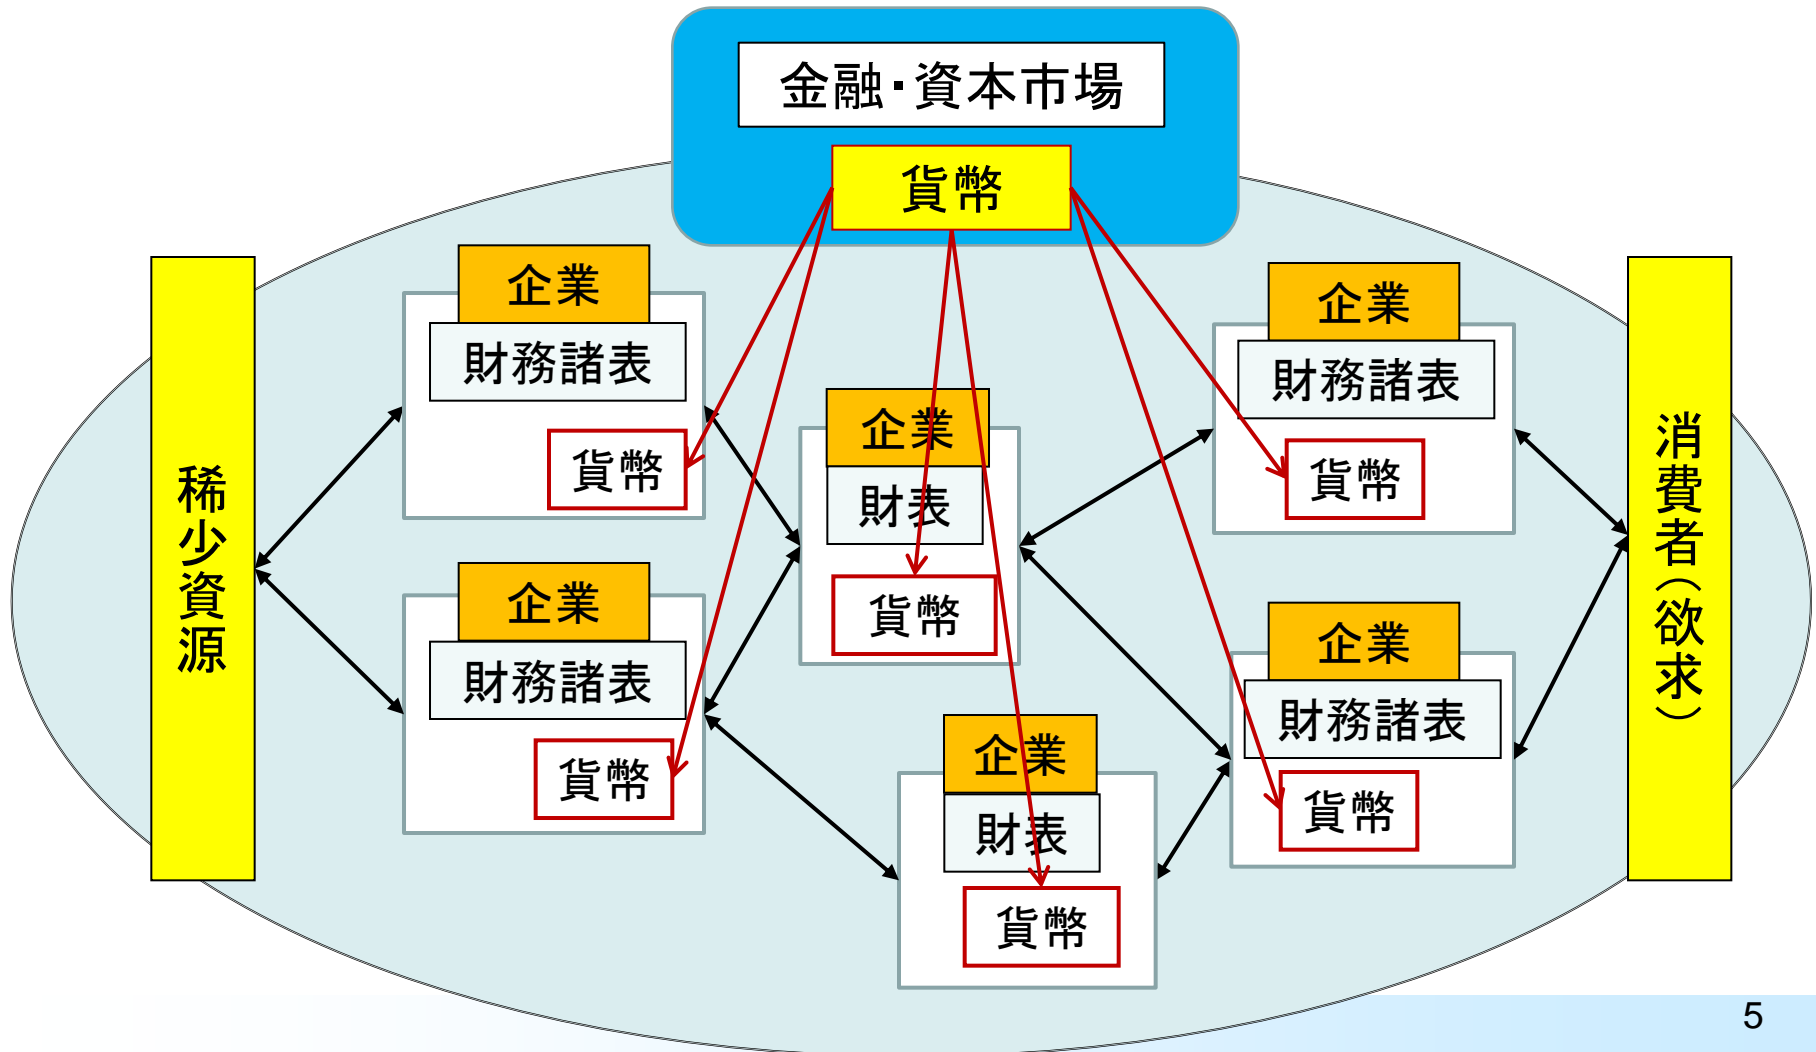 金融・資本市場
貨幣
稀少資源
企業
財務諸表
貨幣
企業
財務諸表
貨幣
企業
財表
貨幣
企業
財表
貨幣
企業
財務諸表
貨幣
企業
財務諸表
貨幣
消費者(欲求)
5